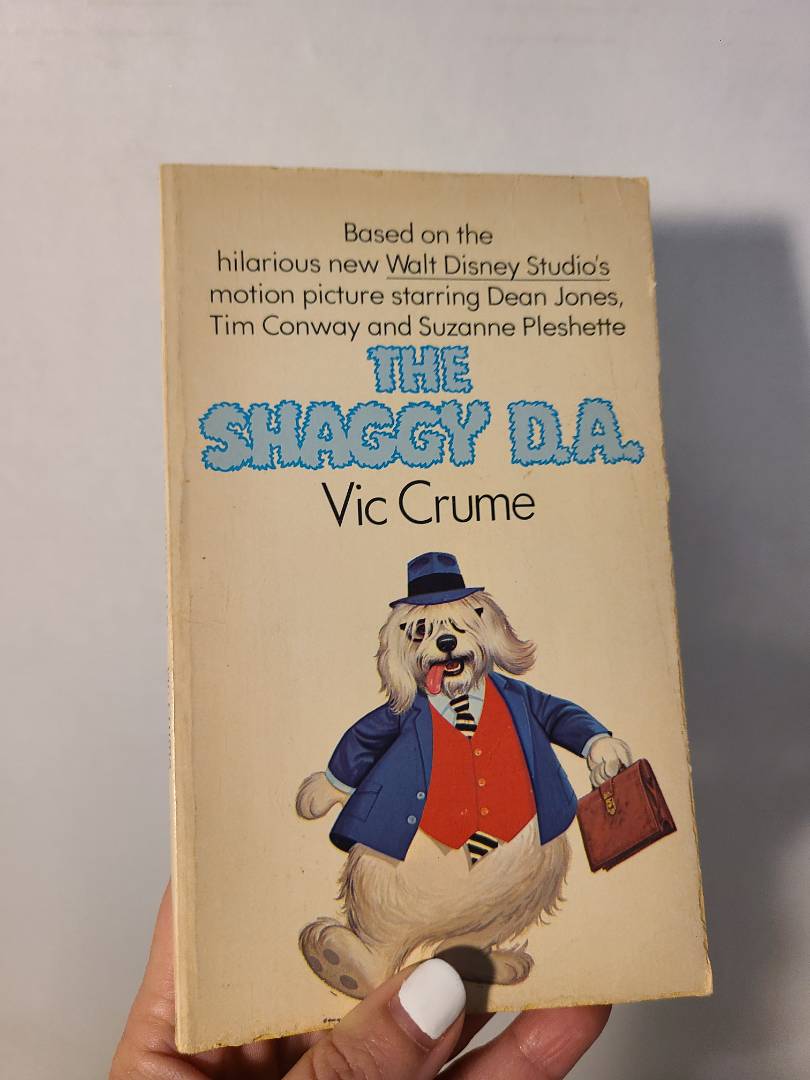 Based on the
hilarious new Walt Disney Studio's
motion picture starring Dean Jones,
Tim Conway and Suzanne Pleshette
THE
SHAGGY D.A.
Vic Crume